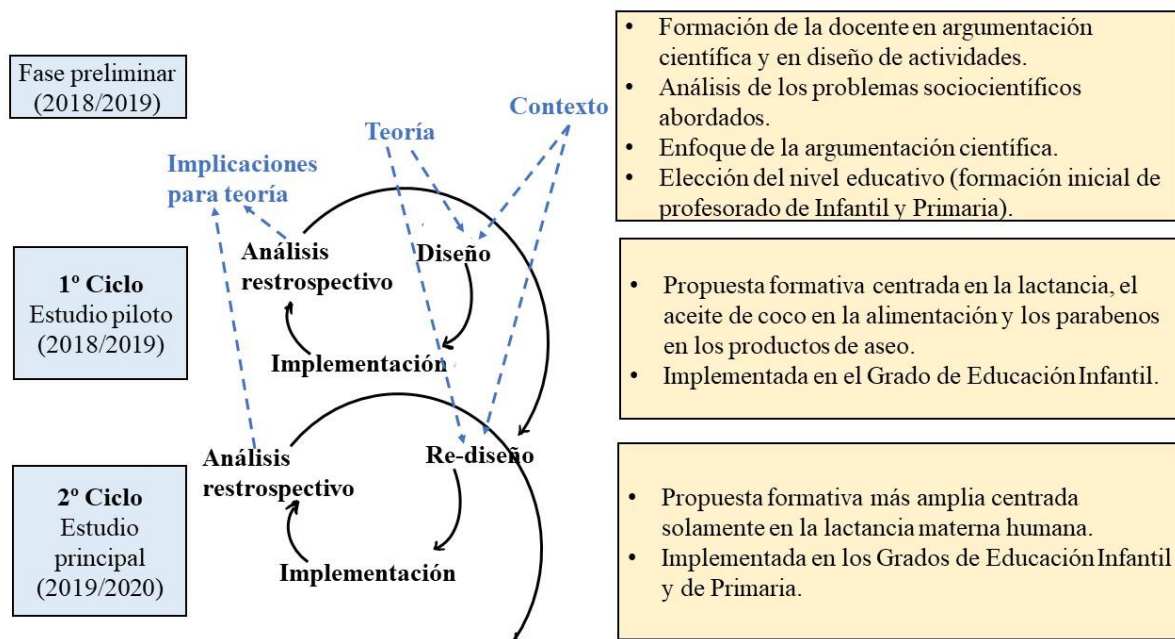 Fase preliminar
(2018/2019)
• Formación de la docente en argumentación
científica y en diseño de actividades.
• Análisis de los problemas sociocientíficos
abordados.
• Enfoque de la argumentación científica.
• Elección del nivel educativo (formación inicial de
profesorado de Infantil y Primaria).
Contexto
Teoría
Implicaciones
para teoría
1º Ciclo
Estudio piloto
(2018/2019)
Análisis
restrospectivo
Diseño
Implementación
• Propuesta formativa centrada en la lactancia, el
aceite de coco en la alimentación y los parabenos
en los productos de aseo.
• Implementada en el Grado de Educación Infantil.
2º Ciclo
Estudio
principal
(2019/2020)
Análisis
restrospectivo
Re-diseño
Implementación
• Propuesta formativa más amplia centrada
solamente en la lactancia materna humana.
• Implementada en los Grados de Educación Infantil
y de Primaria.